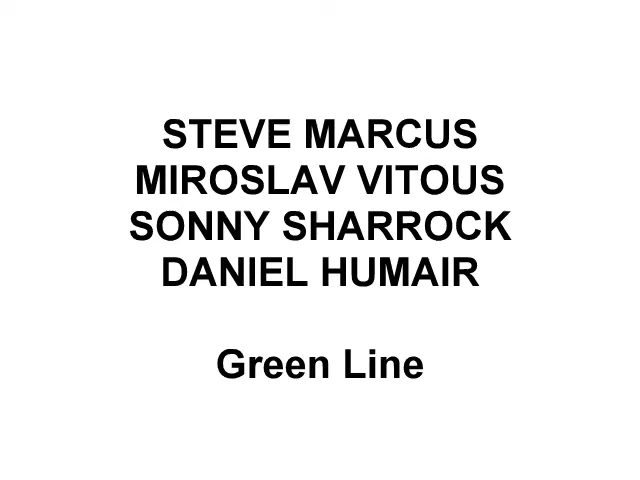 STEVE MARCUS
MIROSLAV VITOUS
SONNY SHARROCK
DANIEL HUMAIR
Green Line